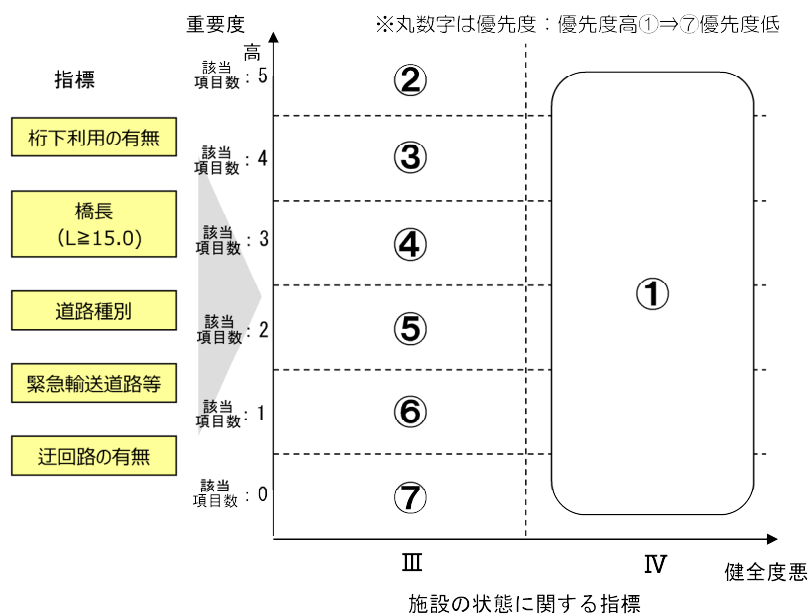 重要度
※丸数字は優先度：優先度高①⇒⑦優先度低
高
指標
桁下利用の有無
橋長
（L≧15.0）
道路種別
緊急輸送道路等
迂回路の有無
該当
項目数：5
②
該当
項目数：4
③
該当
項目数：3
④
該当
項目数：2
⑤
該当
項目数：1
⑥
該当
項目数：0
⑦
①
Ⅲ
Ⅳ
健全度悪
施設の状態に関する指標